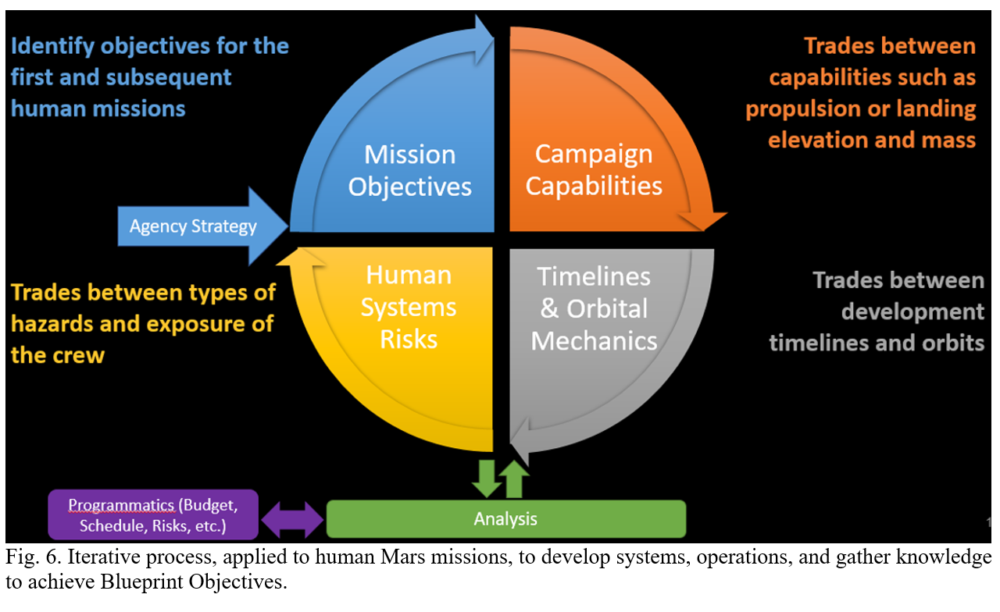 Identify objectives for the
first and subsequent
human missions
Trades between
capabilities such as
propulsion or landing
elevation and mass
Mission
Objectives
Campaign
Capabilities
Agency Strategy
Trades between types of
hazards and exposure of
the crew
Human
Systems
Risks
Timelines
& Orbital
Mechanics
Trades between
development
timelines and orbits
Programmatics (Budget,
Schedule, Risks, etc.)
Analysis
1
Fig. 6. Iterative process, applied to human Mars missions, to develop systems, operations, and gather knowledge
to achieve Blueprint Objectives.